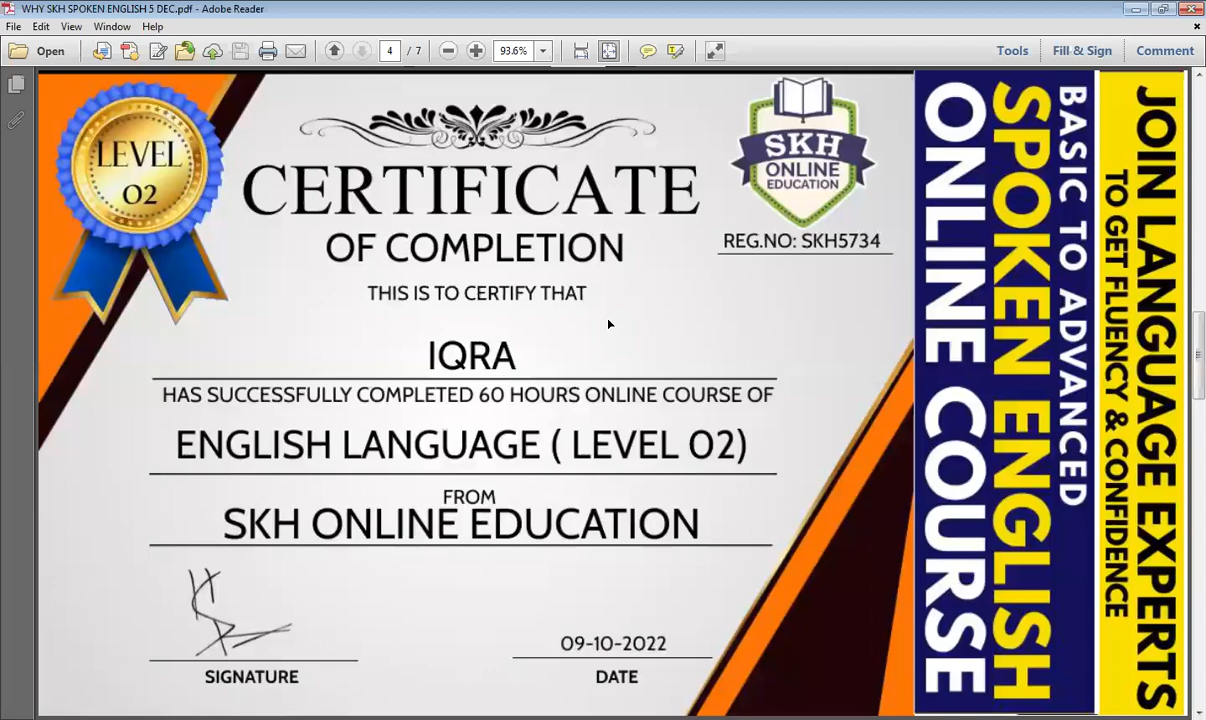 WHY SKH SPOKEN ENGLISH 5 DEC.pdf - Adobe Reader
File Edit View Window Help
Open 4 / 7 93.6% Tools Fill & Sign Comment
LEVEL
02
CERTIFICATE
OF COMPLETION
THIS IS TO CERTIFY THAT
IQRA
HAS SUCCESSFULLY COMPLETED 60 HOURS ONLINE COURSE OF
ENGLISH LANGUAGE ( LEVEL 02)
FROM
SKH ONLINE EDUCATION
SIGNATURE
09-10-2022
DATE
SKH
ONLINE
EDUCATION
REG.NO: SKH5734
JOIN LANGUAGE EXPERTS
TO GET FLUENCY & CONFIDENCE
BASIC TO ADVANCED
SPOKEN ENGLISH
ONLINE COURSE